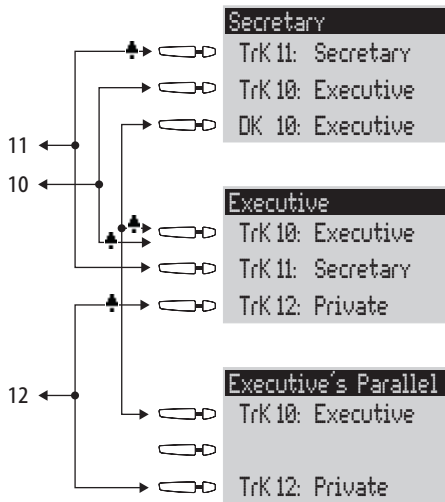 Secretary
TrK 11: Secretary
TrK 10: Executive
DK 10: Executive
11
10
Executive
TrK 10: Executive
TrK 11: Secretary
TrK 12: Private
12
Executive's Parallel
TrK 10: Executive
TrK 12: Private